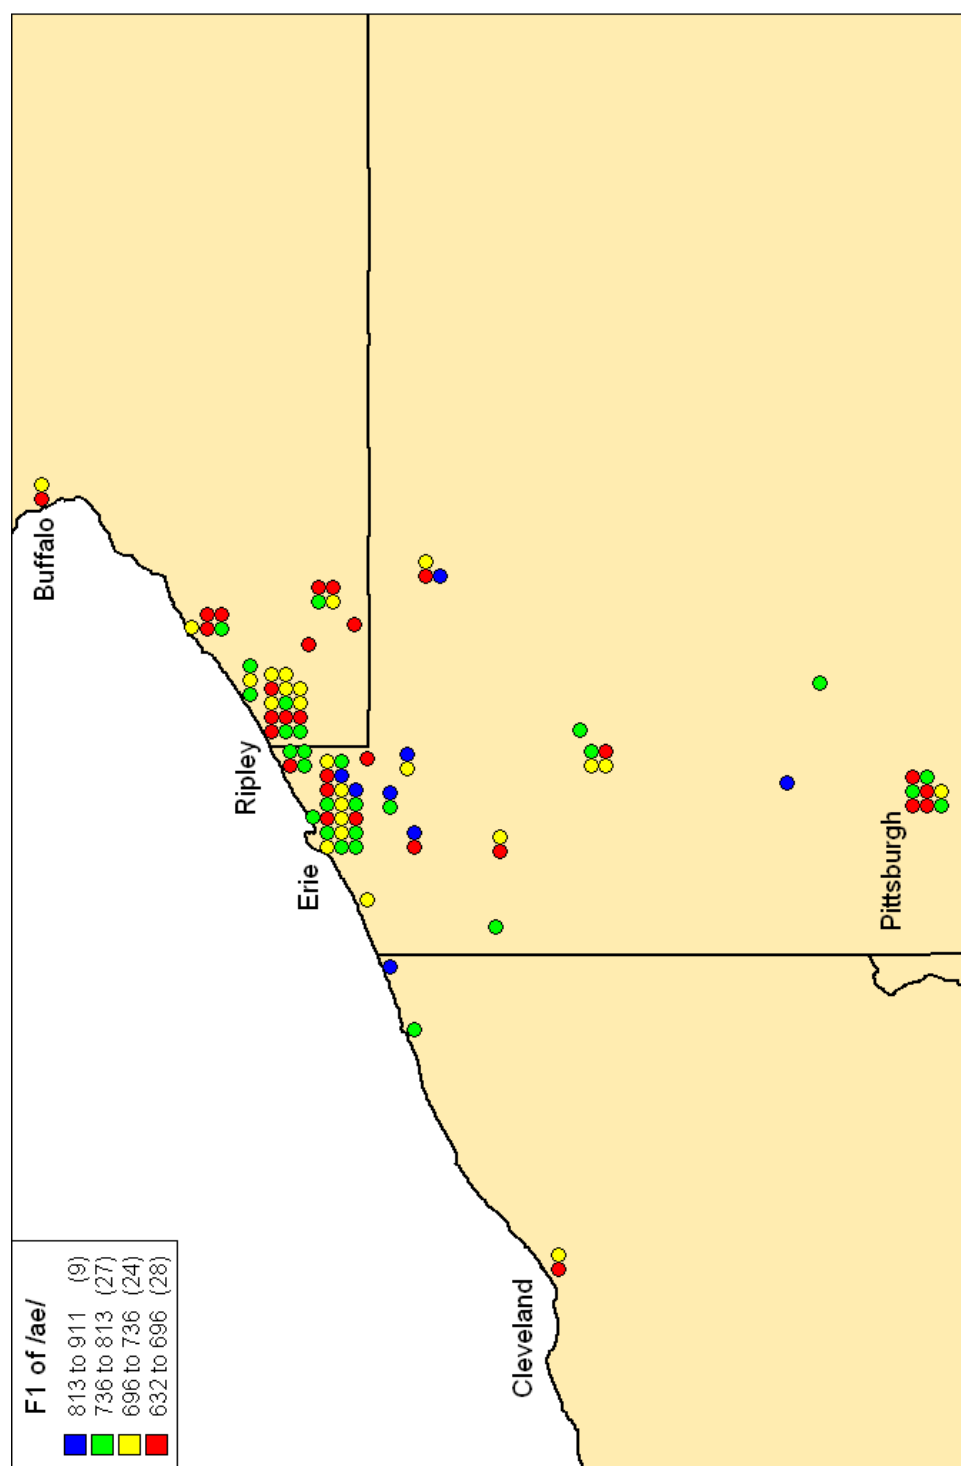 F1 of /ae/
813 to 911 (9)
736 to 813 (27)
696 to 736 (24)
632 to 696 (28)
Cleveland
Erie
Ripley
Buffalo
Pittsburgh